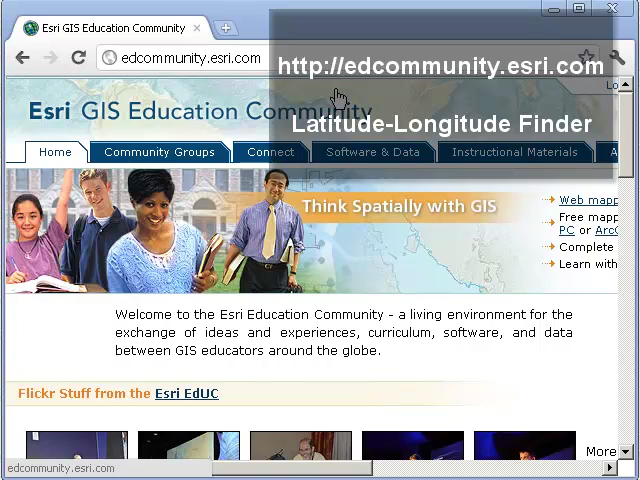 Esri GIS Education Community
edcommunity.esri.com
http://edcommunity.esri.com
Lo
Esri GIS Education Community
Latitude-Longitude Finder
Home
Community Groups
Connect
Software & Data
Instructional Materials
A
Think Spatially with GIS
Web mapp
Free mapp
PC or ArcG
Complete
Learn with
Welcome to the Esri Education Community - a living environment for the
exchange of ideas and experiences, curriculum, software, and data
between GIS educators around the globe.
Flickr Stuff from the Esri EdUC
More
edcommunity.esri.com